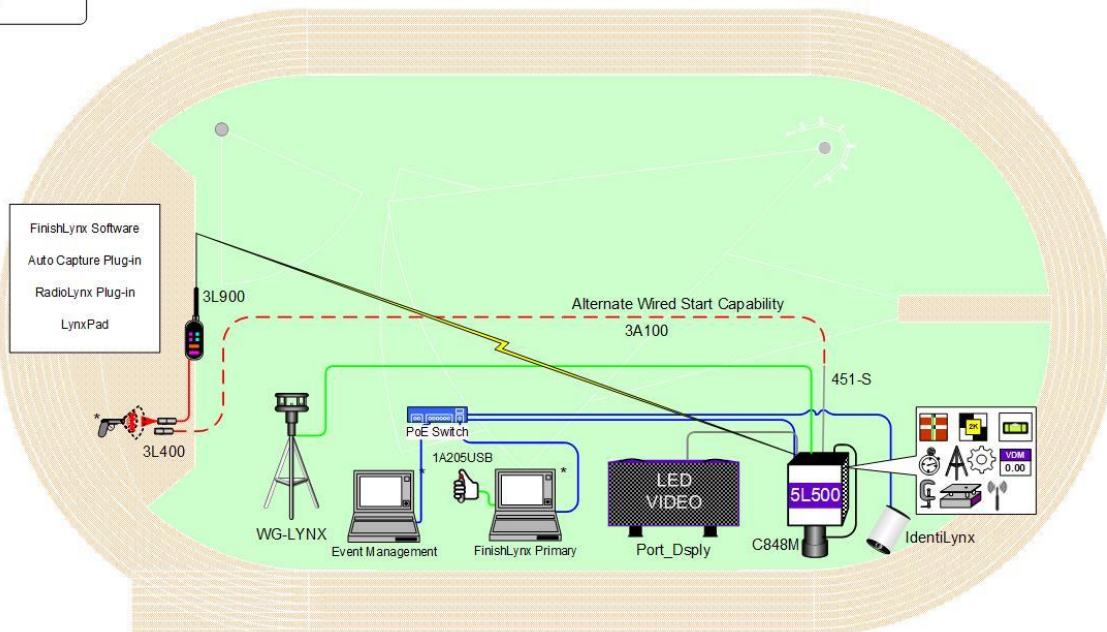 FinishLynx Software
Auto Capture Plug-in
RadioLynx Plug-in
LynxPad
3L900
Alternate Wired Start Capability
3A100
451-S
*
3L400
PoE Switch
1A205USB
*
*
2K
VDM
0.00
LED
VIDEO
5L500
WG-LYNX
Event Management
FinishLynx Primary
Port_Dsply
C848M
IdentiLynx